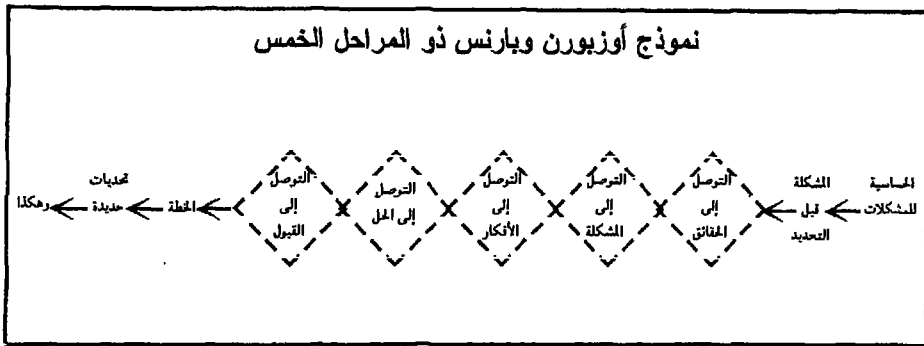 نموذج أوزبورن وبارنس ذو المراحل الخمس
الحساسية
للمشكلات
المشكلة
قبل
التحديد
التوصل
إلى
الحقائق
التوصل
إلى
المشكلة
التوصل
إلى
الأفكار
التوصل
إلى الحل
التوصل
إلى
القبول
الخطة
تحديات
جديدة
وهكذا